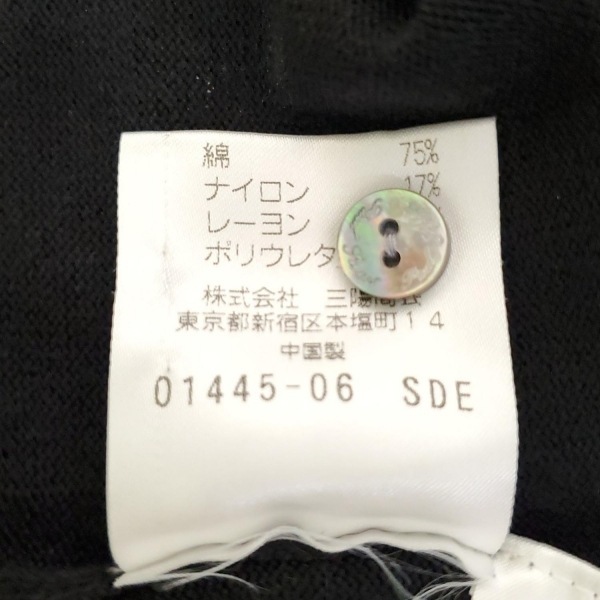 綿 75%
ナイロン 17%
レーヨン
ポリウレタ
株式会社 三陽商会
東京都新宿区本塩町14
中国製
01445-06 SDE